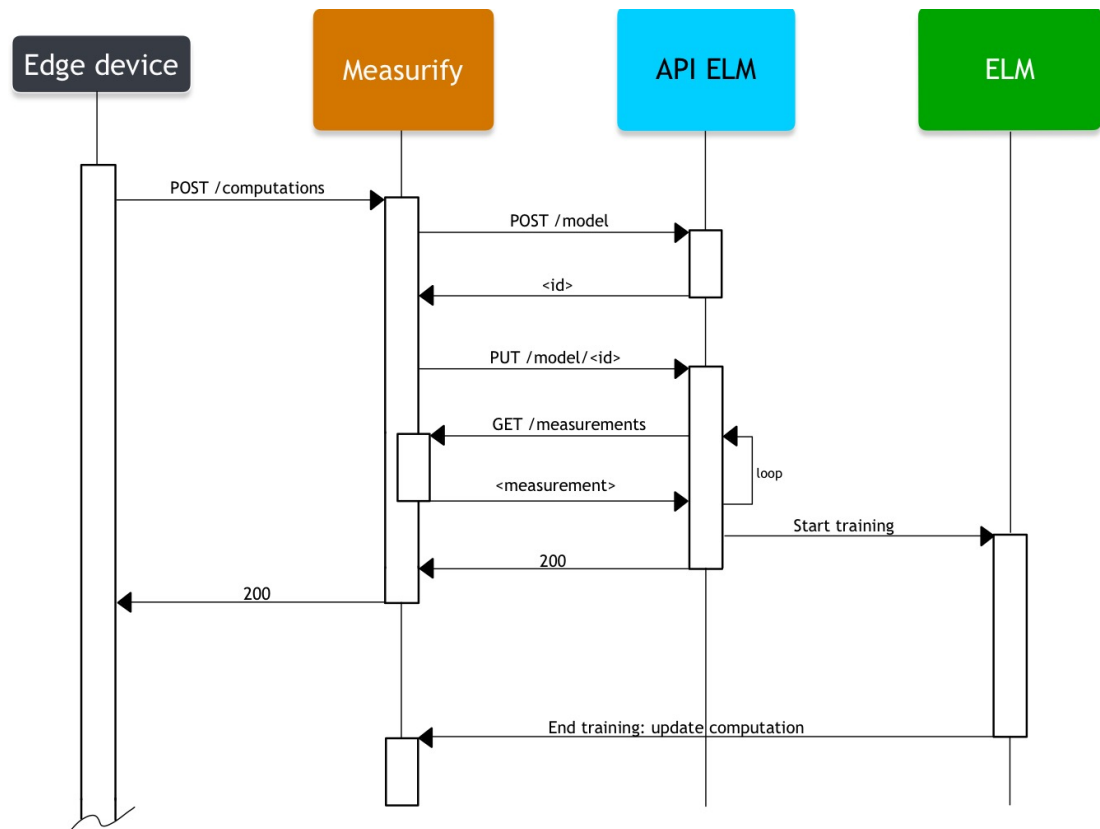 Edge device
Measurify
API ELM
ELM
POST /computations
POST /model
<id>
PUT /model/<id>
GET /measurements
loop
<measurement>
Start training
200
200
End training: update computation